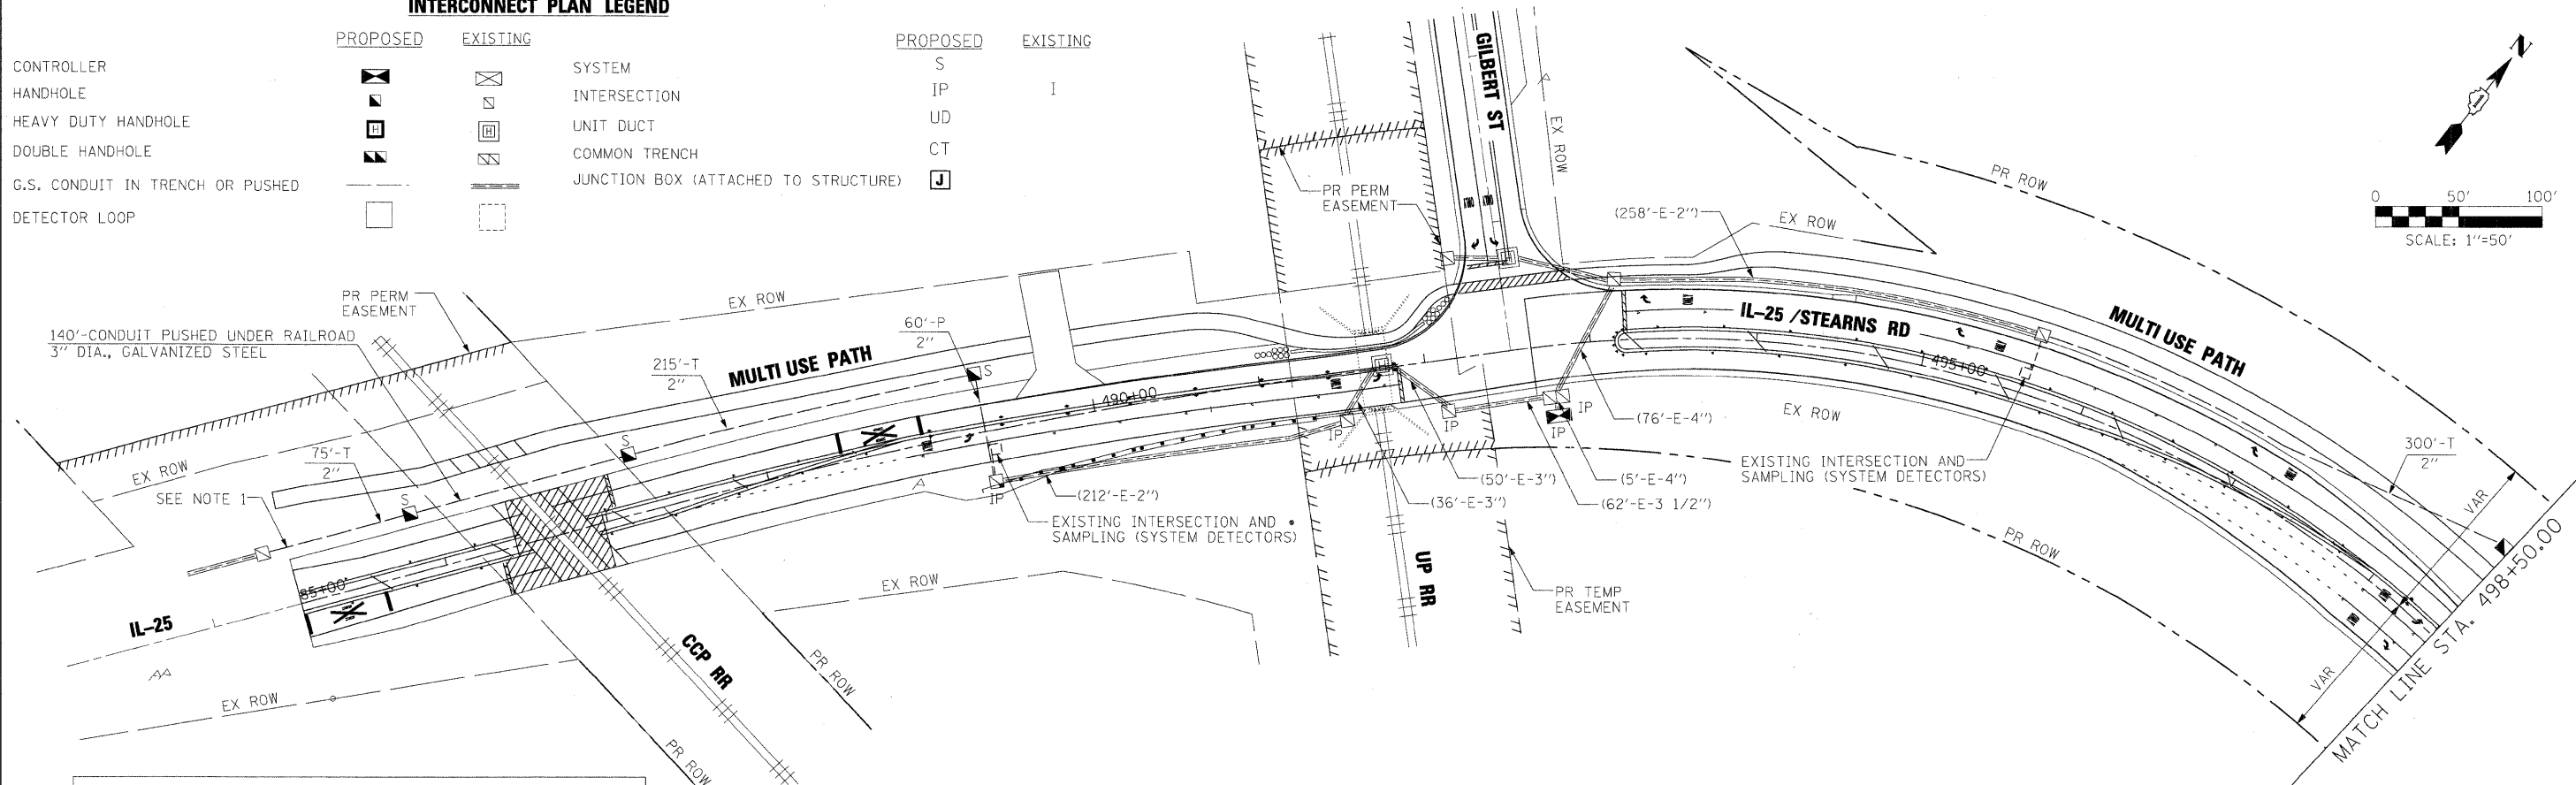 INTERCONNECT PLAN LEGEND
PROPOSED EXISTING
CONTROLLER
HANDHOLE
HEAVY DUTY HANDHOLE
H H
DOUBLE HANDHOLE
G.S. CONDUIT IN TRENCH OR PUSHED
DETECTOR LOOP
PROPOSED EXISTING
SYSTEM S
INTERSECTION IP I
UNIT DUCT UD
COMMON TRENCH CT
JUNCTION BOX (ATTACHED TO STRUCTURE) J
N
0 50' 100'
SCALE: 1"=50'
GILBERT ST
EX ROW
ONLY ONLY
PR PERM
EASEMENT
(258'-E-2")
EX ROW
PR ROW
PR PERM
EASEMENT
EX ROW
140'-CONDUIT PUSHED UNDER RAILROAD
3" DIA., GALVANIZED STEEL
60'-P
2"
S
215'-T
2"
MULTI USE PATH
490+00
IL-25 /STEARNS RD
MULTI USE PATH
495+00
EX ROW
SEE NOTE 1
75'-T
2"
S
S
IP
IP
IP
IP
(76'-E-4")
EX ROW
(212'-E-2")
(50'-E-3")
(5'-E-4")
(36'-E-3")
(62'-E-3 1/2")
EXISTING INTERSECTION AND
SAMPLING (SYSTEM DETECTORS)
EXISTING INTERSECTION AND
SAMPLING (SYSTEM DETECTORS)
300'-T
2"
VAR
VAR
PR ROW
MATCH LINE STA. 498+50.00
85+00
IL-25
EX ROW
CCP RR
PR ROW
PR ROW
EX ROW
UP RR
PR TEMP
EASEMENT